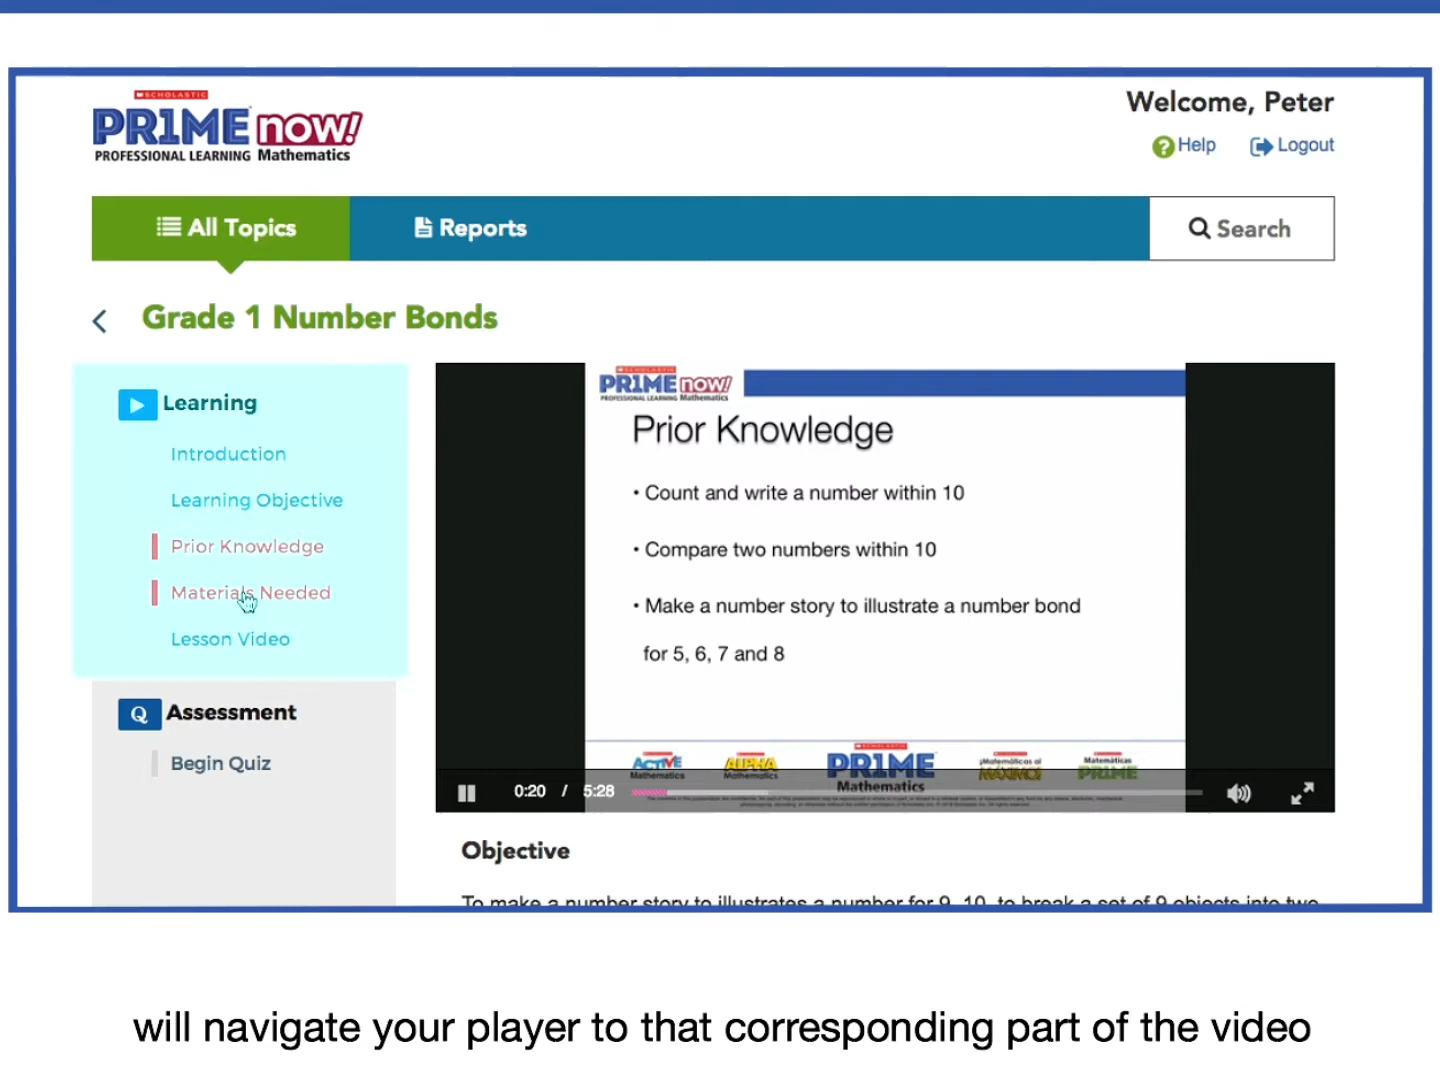 SCHOLASTIC
PR1ME now!
PROFESSIONAL LEARNING Mathematics
Welcome, Peter
Help
Logout
All Topics
Reports
Search
Grade 1 Number Bonds
Learning
Introduction
Learning Objective
Prior Knowledge
Materials Needed
Lesson Video
Q Assessment
Begin Quiz
SCHOLASTIC
PR1ME now!
PROFESSIONAL LEARNING Mathematics
Prior Knowledge
• Count and write a number within 10
• Compare two numbers within 10
• Make a number story to illustrate a number bond
for 5, 6, 7 and 8
ACTIVE
Mathematics
ALPHA
Mathematics
SCHOLASTIC
PR1ME
Mathematics
¡Matemáticas al
MÁXIMO!
Matemáticas
PR1ME
0:20 / 5:28
Objective
To make a number story to illustrates a number for 9, 10, to break a set of 9 objects into two
will navigate your player to that corresponding part of the video